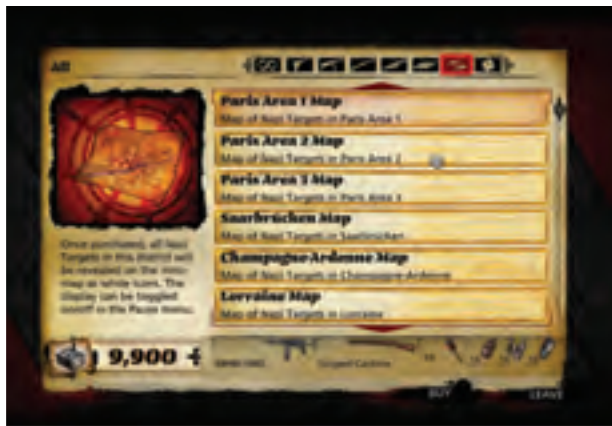 All
Paris Area 1 Map
Map of Nazi Targets in Paris Area 1
Paris Area 2 Map
Map of Nazi Targets in Paris Area 2
Paris Area 3 Map
Map of Nazi Targets in Paris Area 3
Saarbrücken Map
Map of Nazi Targets in Saarbrücken
Champagne-Ardenne Map
Map of Nazi Targets in Champagne-Ardenne
Lorraine Map
Map of Nazi Targets in Lorraine
Once purchased, all Nazi
Targets in this district will
be revealed on the mini-
map as white icons. The
display can be toggled
on/off in the Pause menu.
9,900
Scoped Carbine
BUY
LEAVE